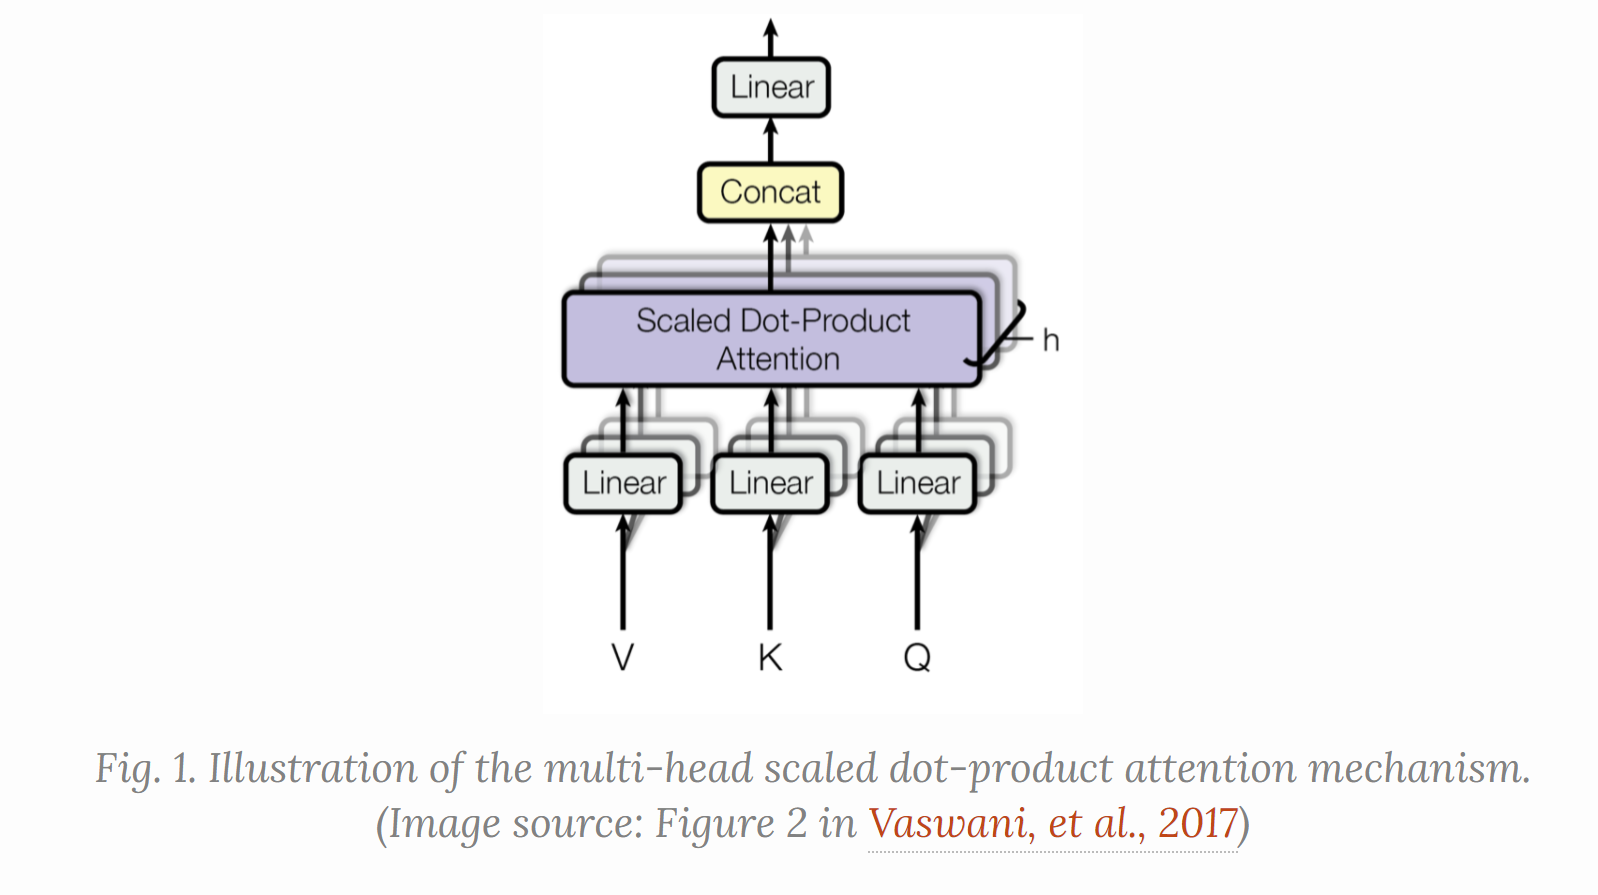 Linear
Concat
Scaled Dot-Product
Attention
h
Linear Linear Linear
V K Q
Fig. 1. Illustration of the multi-head scaled dot-product attention mechanism.
(Image source: Figure 2 in Vaswani, et al., 2017)